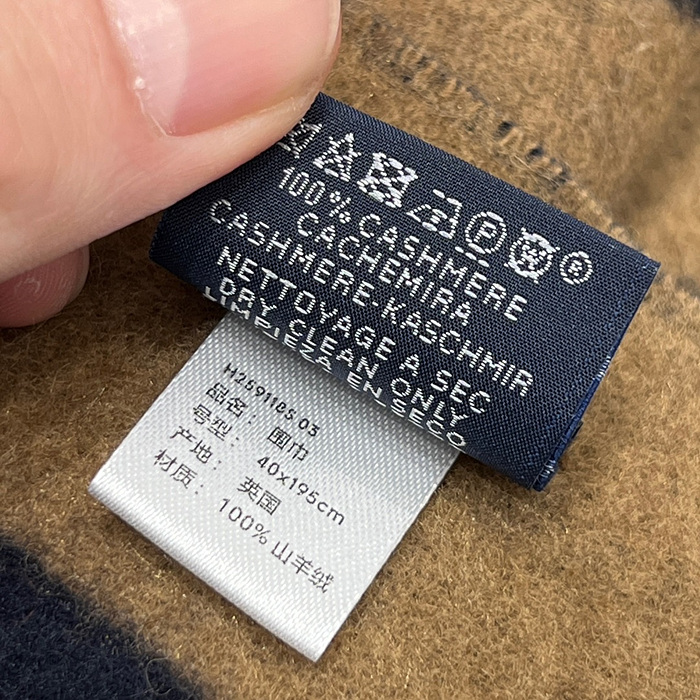 P
®
100% CASHMERE
CACHEMIRA
CASHMERE-KASCHMIR
NETTOYAGE A SEC
DRY CLEAN ONLY
LIMPIEZA EN SECO
H269118S 03
品名: 围巾
号型: 40x195cm
产地: 英国
材质: 100% 山羊绒